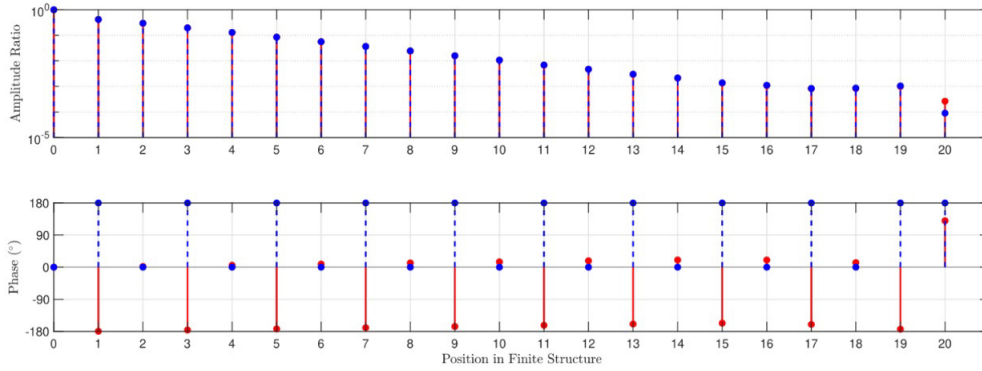 10^0
Amplitude Ratio
10^-5
0 1 2 3 4 5 6 7 8 9 10 11 12 13 14 15 16 17 18 19 20
180
90
0
-90
-180
Phase (°)
0 1 2 3 4 5 6 7 8 9 10 11 12 13 14 15 16 17 18 19 20
Position in Finite Structure